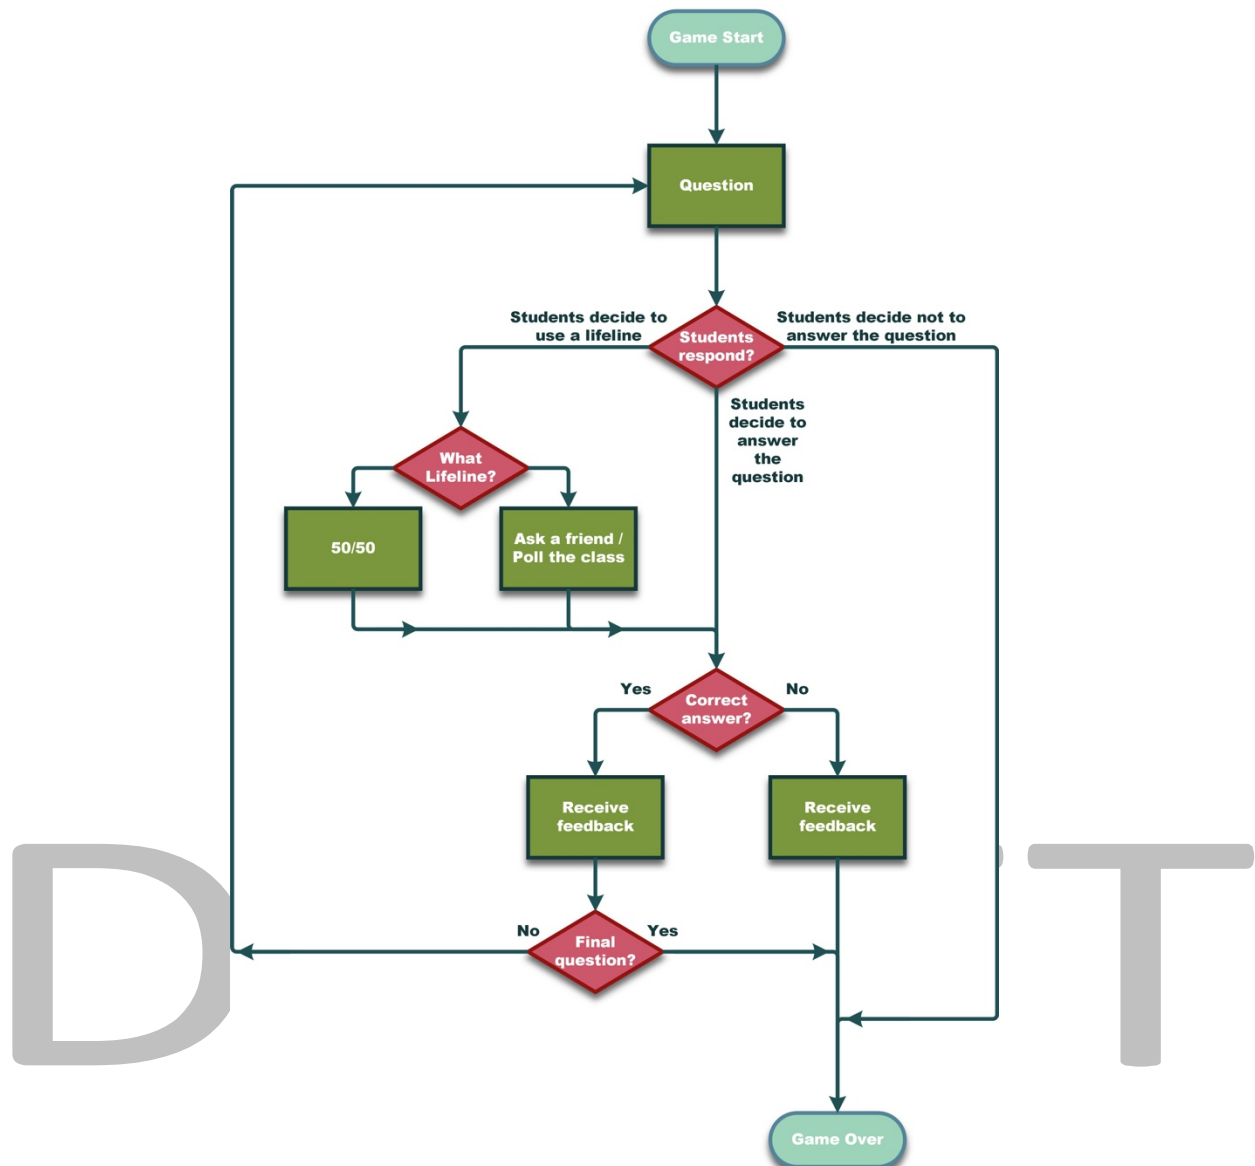 Game Start
Question
Students decide to
use a lifeline
Students
respond?
Students decide not to
answer the question
Students
decide to
answer
the
question
What
Lifeline?
50/50
Ask a friend /
Poll the class
Yes
Correct
answer?
No
Receive
feedback
Receive
feedback
No
Final
question?
Yes
Game Over